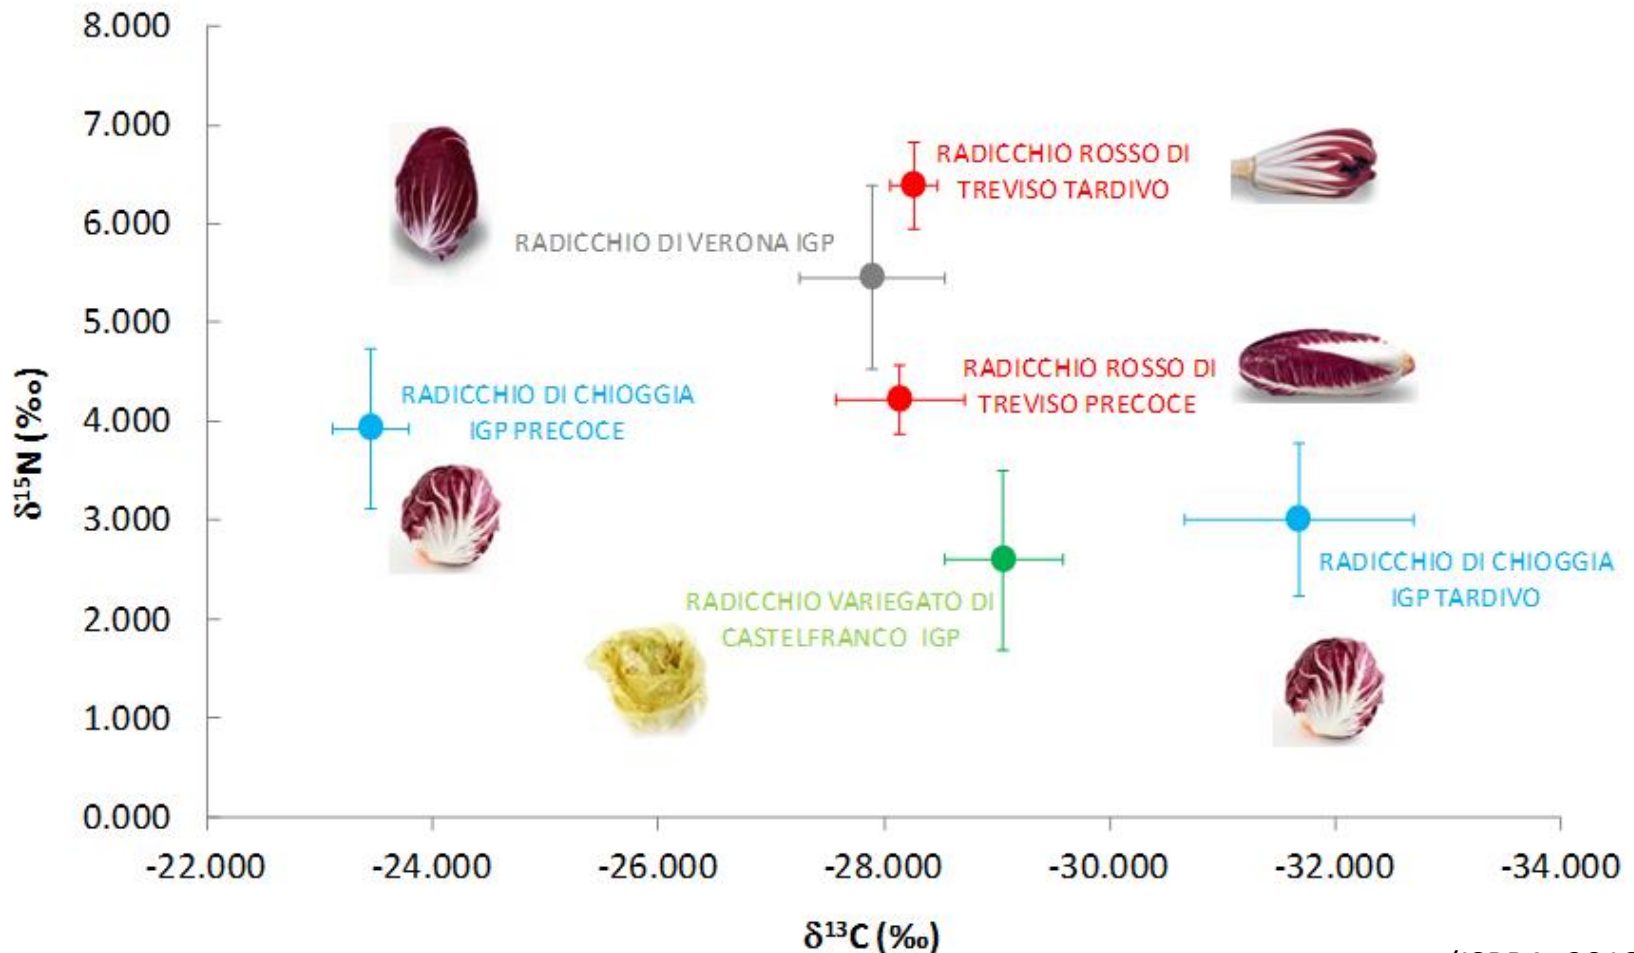 8.000
7.000
6.000
5.000
4.000
3.000
2.000
1.000
0.000
δ¹⁵N (‰)
RADICCHIO ROSSO DI
TREVISO TARDIVO
RADICCHIO DI VERONA IGP
RADICCHIO ROSSO DI
TREVISO PRECOCE
RADICCHIO DI CHIOGGIA
IGP PRECOCE
RADICCHIO DI CHIOGGIA
IGP TARDIVO
RADICCHIO VARIEGATO DI
CASTELFRANCO IGP
-22.000 -24.000 -26.000 -28.000 -30.000 -32.000 -34.000
δ¹³C (‰)